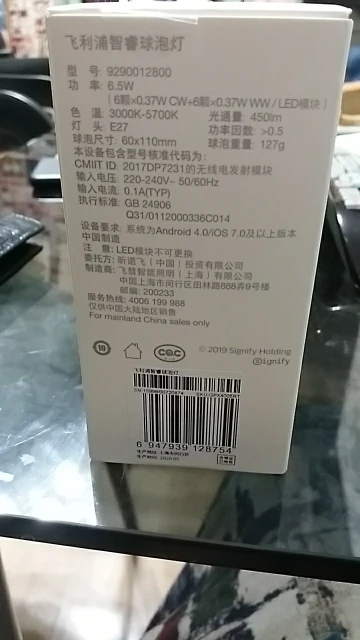 飞利浦智睿球泡灯
型 号: 9290012800
功 率: 6.5W
（6颗×0.37W CW+6颗×0.37W WW / LED模块）
色 温: 3000K-5700K 光通量: 450lm
灯 头: E27 功率因数: >0.5
球泡尺寸: 60x110mm 球泡重量: 127g
本设备包含型号核准代码为:
CMIIT ID: 2017DP7231的无线电发射模块
输入电压: 220-240V~ 50/60Hz
输入电流: 0.1A(TYP)
执行标准: GB 24906
Q31/0112000336C014
设备要求: 系统为Android 4.0/iOS 7.0及以上版本
中国制造
注 意: LED模块不可更换
委托方: 昕诺飞（中国）投资有限公司
制造商: 飞智能照明（上海）有限公司
中国上海市闵行区田林路888弄9号楼
邮编: 200233
服务热线: 4006 199 988
仅供中国大陆地区销售
For mainland China sales only
10
CQC
© 2019 Signify Holding
Signify
飞利浦智睿球泡灯
6 947939 128754